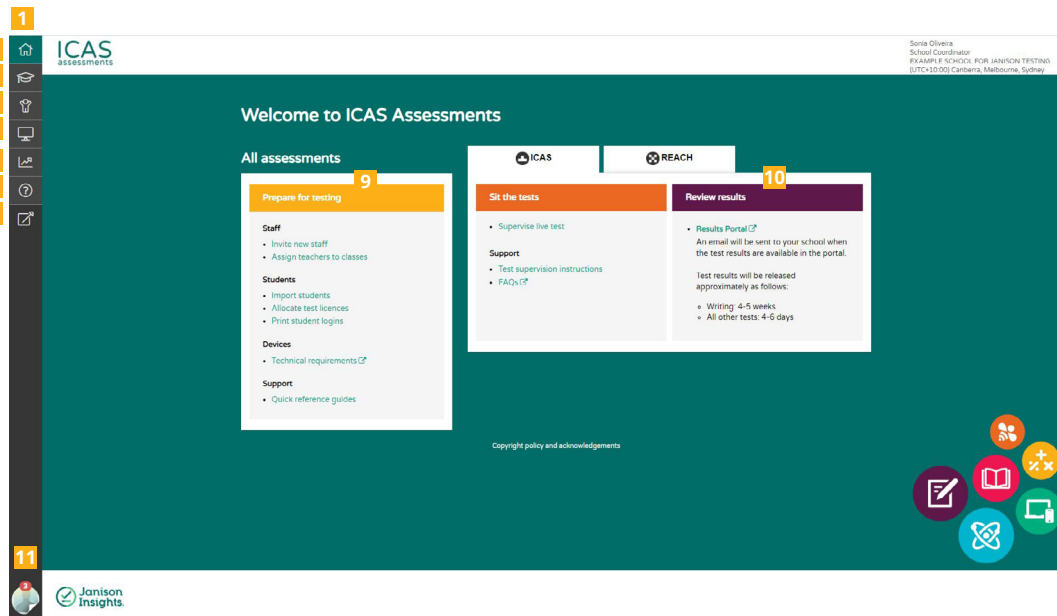 1
ICAS
assessments
Sonia Oliveira
School Coordinator
EXAMPLE SCHOOL FOR JANISON TESTING
(UTC+10:00) Canberra, Melbourne, Sydney
Welcome to ICAS Assessments
All assessments
9
Prepare for testing
Staff
• Invite new staff
• Assign teachers to classes
Students
• Import students
• Allocate test licences
• Print student logins
Devices
• Technical requirements
Support
• Quick reference guides
ICAS
REACH
10
Sit the tests
• Supervise live test
Support
• Test supervision instructions
• FAQs
Review results
• Results Portal
An email will be sent to your school when
the test results are available in the portal.
Test results will be released
approximately as follows:
Writing: 4-5 weeks
All other tests: 4-6 days
Copyright policy and acknowledgements
11
3
Janison
Insights.